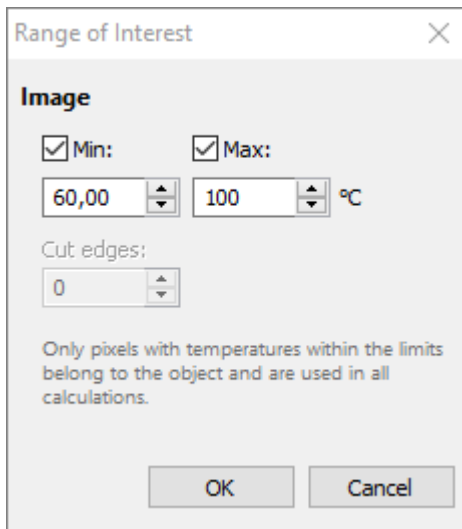 Range of Interest
Image
Min: Max:
60,00 100 °C
Cut edges:
0
Only pixels with temperatures within the limits
belong to the object and are used in all
calculations.
OK Cancel